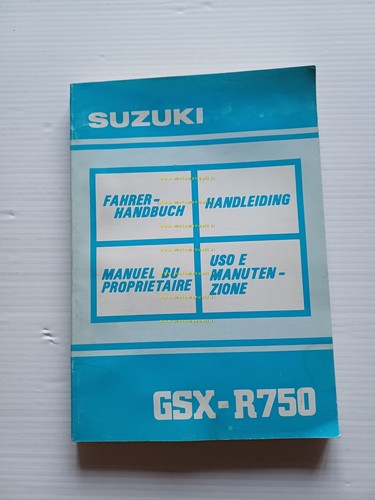 SUZUKI
FAHRER-
HANDBUCH
HANDLEIDING
MANUEL DU
PROPRIETAIRE
USO E
MANUTEN-
ZIONE
GSX-R750